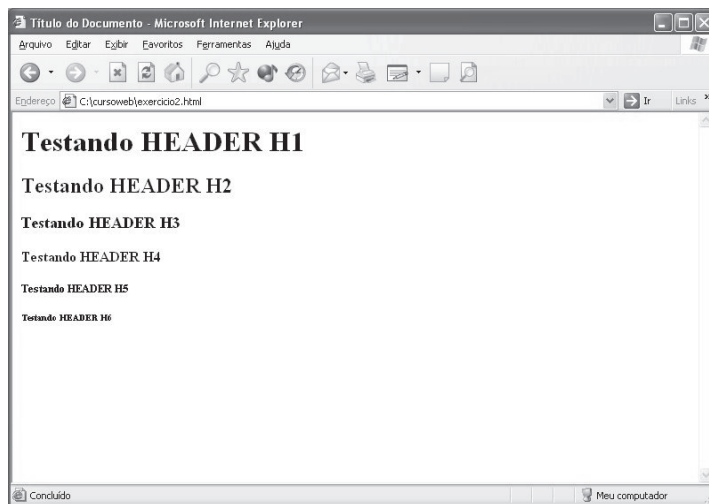 Título do Documento - Microsoft Internet Explorer
Arquivo Editar Exibir Favoritos Ferramentas Ajuda
Endereço C:\cursoweb\exercicio2.html Ir Links »
Testando HEADER H1
Testando HEADER H2
Testando HEADER H3
Testando HEADER H4
Testando HEADER H5
Testando HEADER H6
Concluído Meu computador